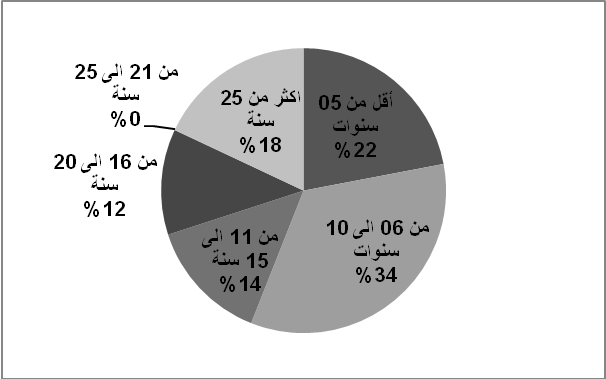 أقل من 05
سنوات
%22
من 06 الى 10
سنوات
%34
من 11 الى
15 سنة
%14
من 16 الى 20
سنة
%12
من 21 الى 25
سنة
%0
اكثر من 25
سنة
%18